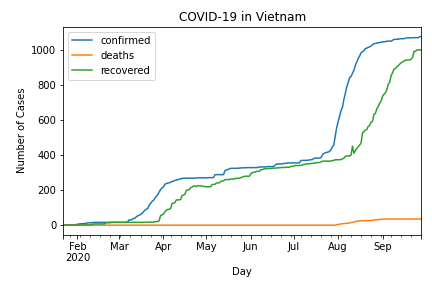 COVID-19 in Vietnam
confirmed
deaths
recovered
Number of Cases
1000
800
600
400
200
0
Feb Mar Apr May Jun Jul Aug Sep
2020
Day